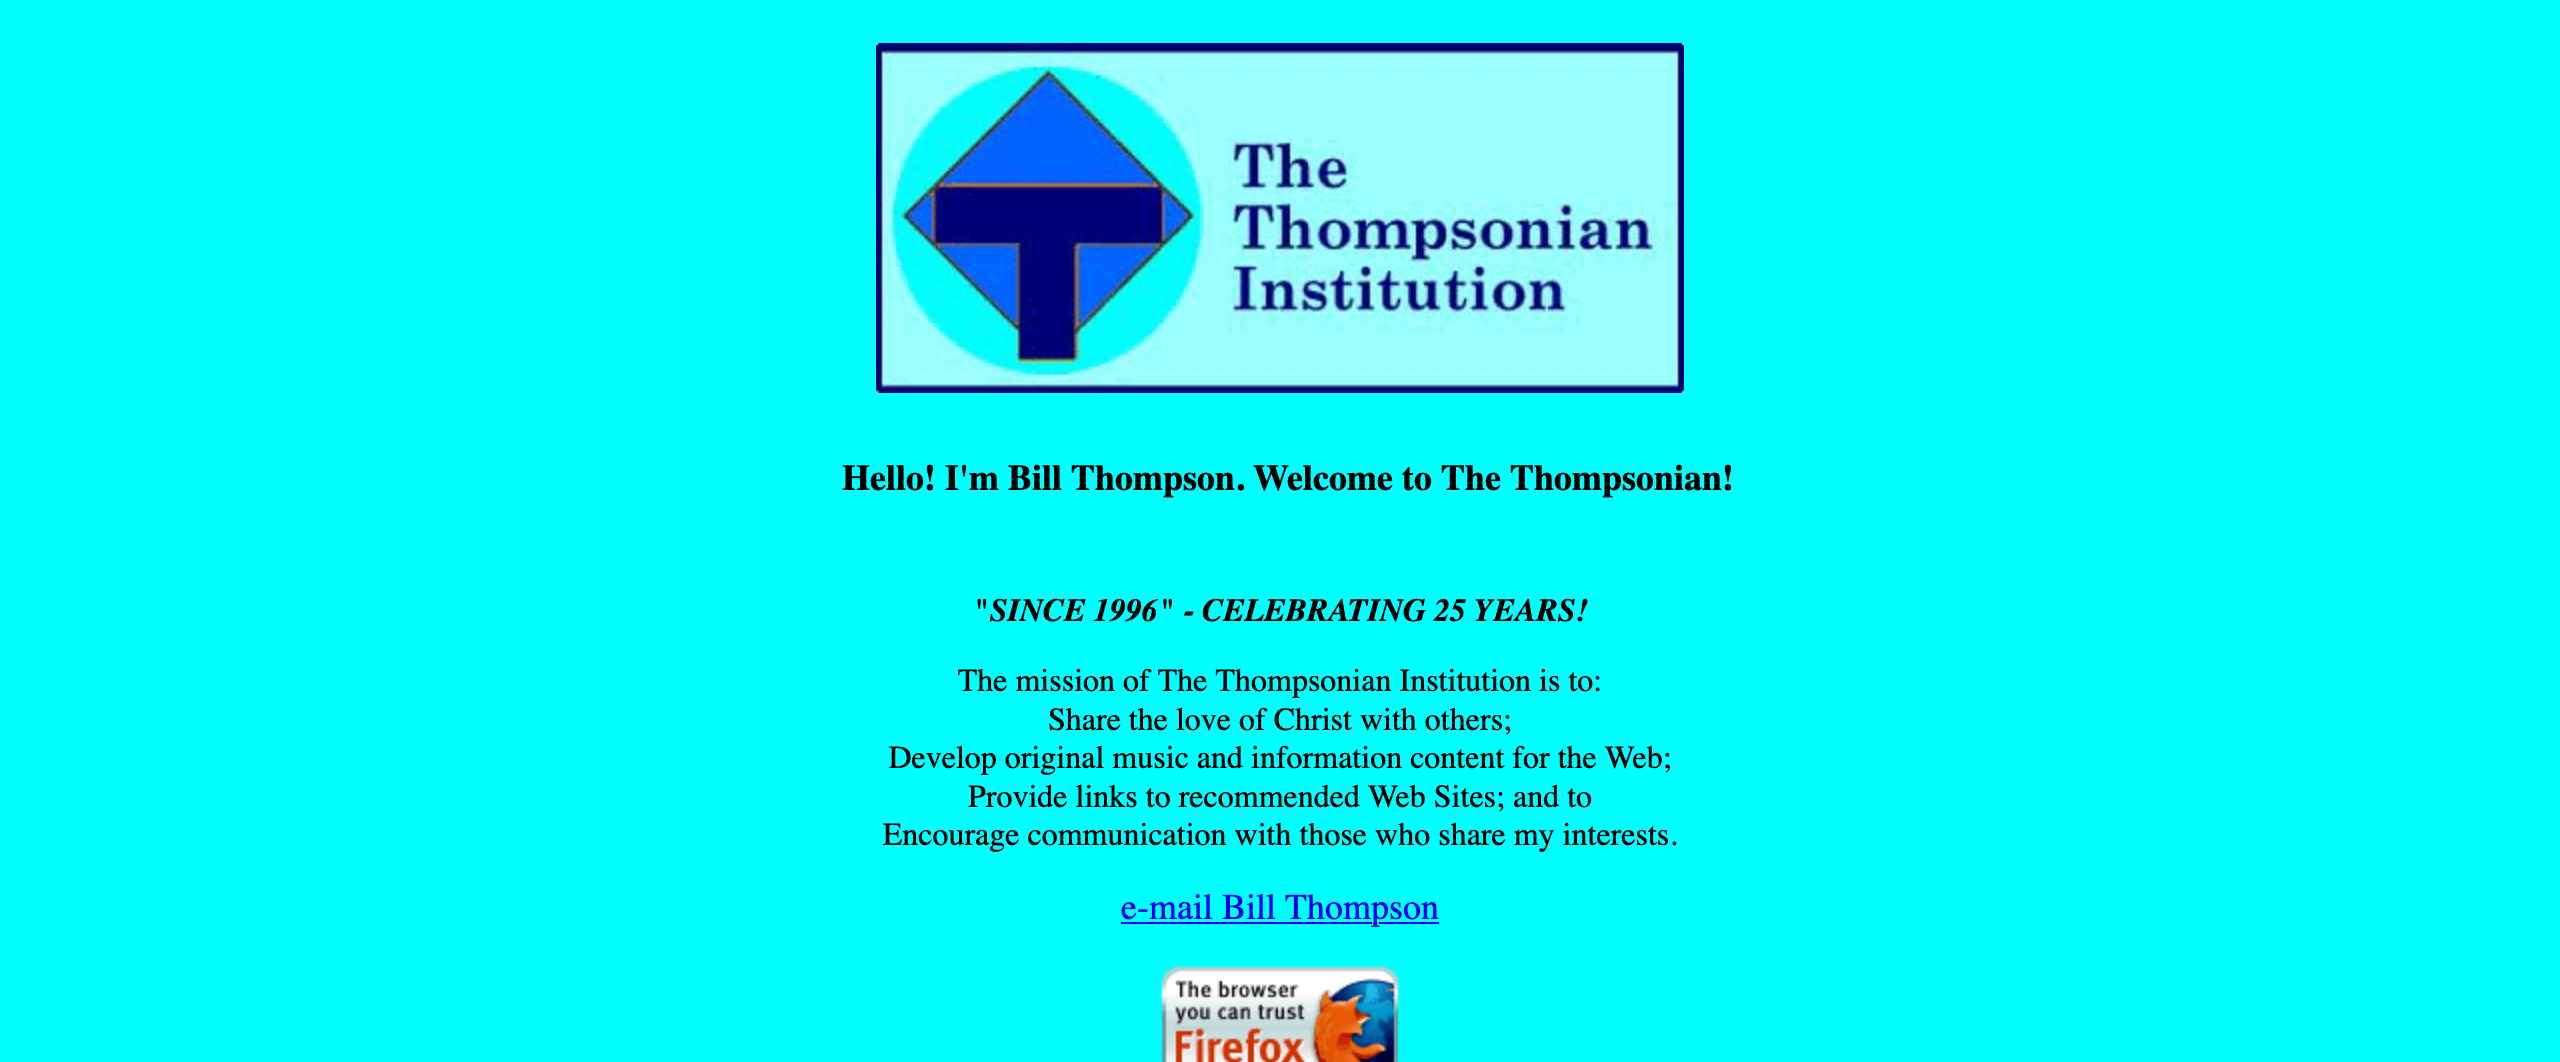 The
Thompsonian
Institution
Hello! I'm Bill Thompson. Welcome to The Thompsonian!
"SINCE 1996" - CELEBRATING 25 YEARS!
The mission of The Thompsonian Institution is to:
Share the love of Christ with others;
Develop original music and information content for the Web;
Provide links to recommended Web Sites; and to
Encourage communication with those who share my interests.
e-mail Bill Thompson
The browser
you can trust
Firefox